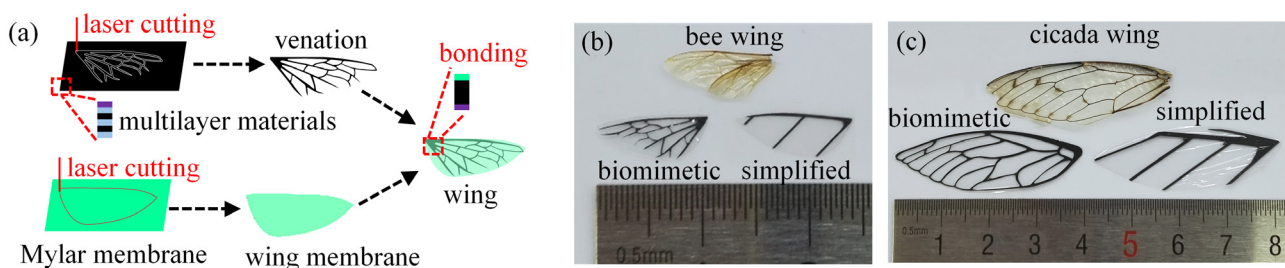 (a)
laser cutting
venation
bonding
multilayer materials
laser cutting
wing
Mylar membrane
wing membrane
(b)
bee wing
biomimetic
simplified
0.5mm
(c)
cicada wing
biomimetic
simplified
0.5mm
1 2 3 4 5 6 7 8